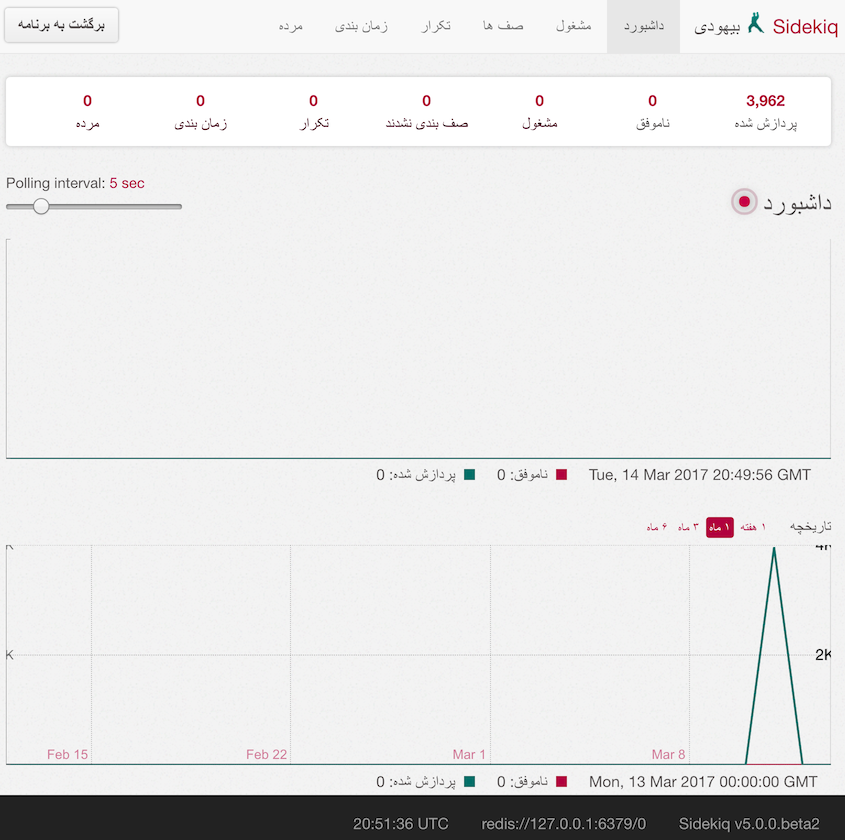 Sidekiq بیهودی داشبورد مشغول صف ها تکرار زمان بندی مرده برگشت به برنامه
3,962 0 0 0 0 0 0
پردازش شده ناموفق مشغول صف بندی نشدند تکرار زمان بندی مرده
Polling interval: 5 sec
داشبورد
Tue, 14 Mar 2017 20:49:56 GMT ناموفق: 0 پردازش شده: 0
تاریخچه ۱ هفته ۱ ماه ۳ ماه ۶ ماه
K 2K
Feb 15 Feb 22 Mar 1 Mar 8
Mon, 13 Mar 2017 00:00:00 GMT ناموفق: 0 پردازش شده: 0
20:51:36 UTC redis://127.0.0.1:6379/0 Sidekiq v5.0.0.beta2